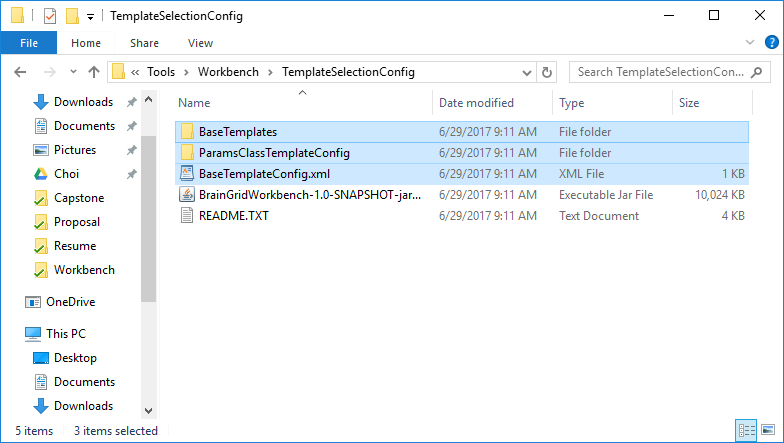 TemplateSelectionConfig
File Home Share View
Tools Workbench TemplateSelectionConfig Search TemplateSelectionCon...
Downloads
Documents
Pictures
Choi
Capstone
Proposal
Resume
Workbench
OneDrive
This PC
Desktop
Documents
Downloads
Name Date modified Type Size
BaseTemplates 6/29/2017 9:11 AM File folder
ParamsClassTemplateConfig 6/29/2017 9:11 AM File folder
BaseTemplateConfig.xml 6/29/2017 9:11 AM XML File 1 KB
BrainGridWorkbench-1.0-SNAPSHOT-jar... 6/29/2017 9:11 AM Executable Jar File 10,024 KB
README.TXT 6/29/2017 9:11 AM Text Document 4 KB
5 items 3 items selected